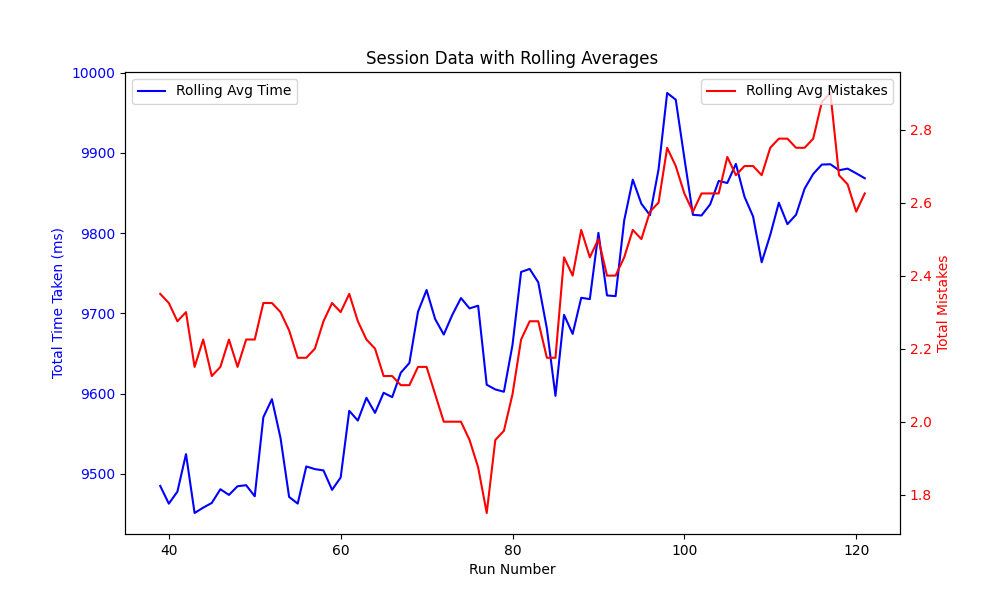 Session Data with Rolling Averages
Rolling Avg Time
Rolling Avg Mistakes
Total Time Taken (ms)
10000
9900
9800
9700
9600
9500
2.8
2.6
2.4
2.2
2.0
1.8
Total Mistakes
40 60 80 100 120
Run Number